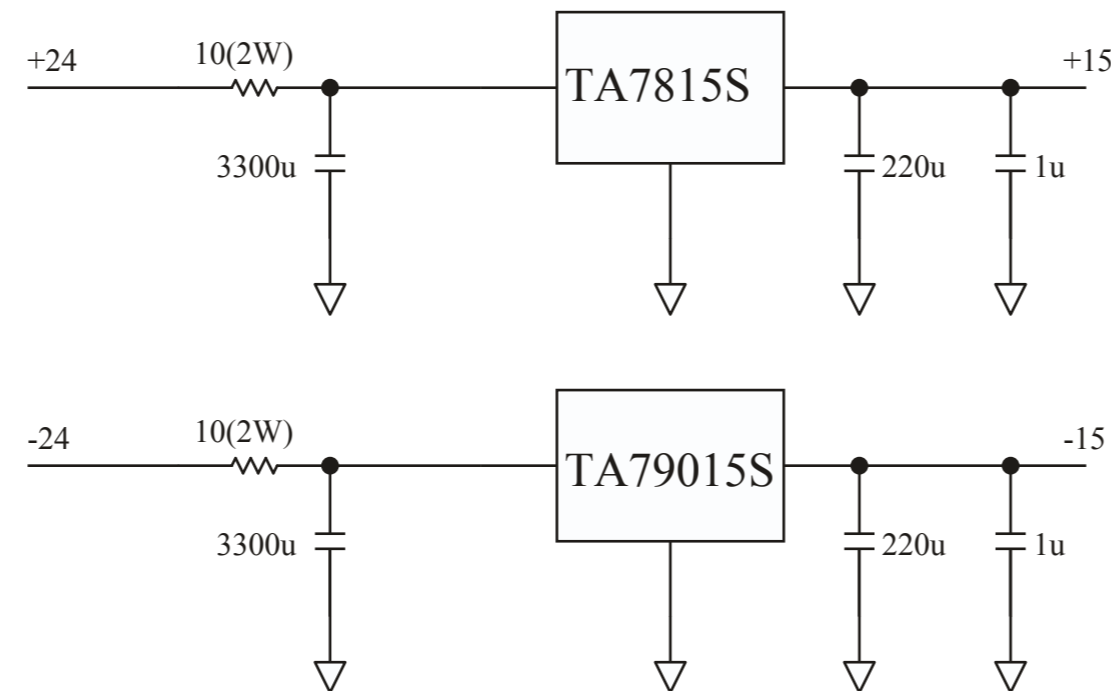 +24
10(2W)
TA7815S
+15
3300u
220u
1u
-24
10(2W)
TA79015S
-15
3300u
220u
1u